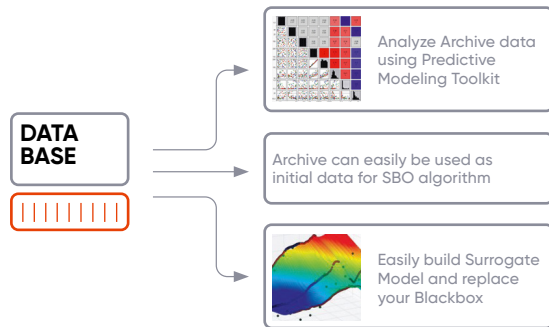 Analyze Archive data
using Predictive
Modeling Toolkit
DATA
BASE
Archive can easily be used as
initial data for SBO algorithm
Easily build Surrogate
Model and replace
your Blackbox